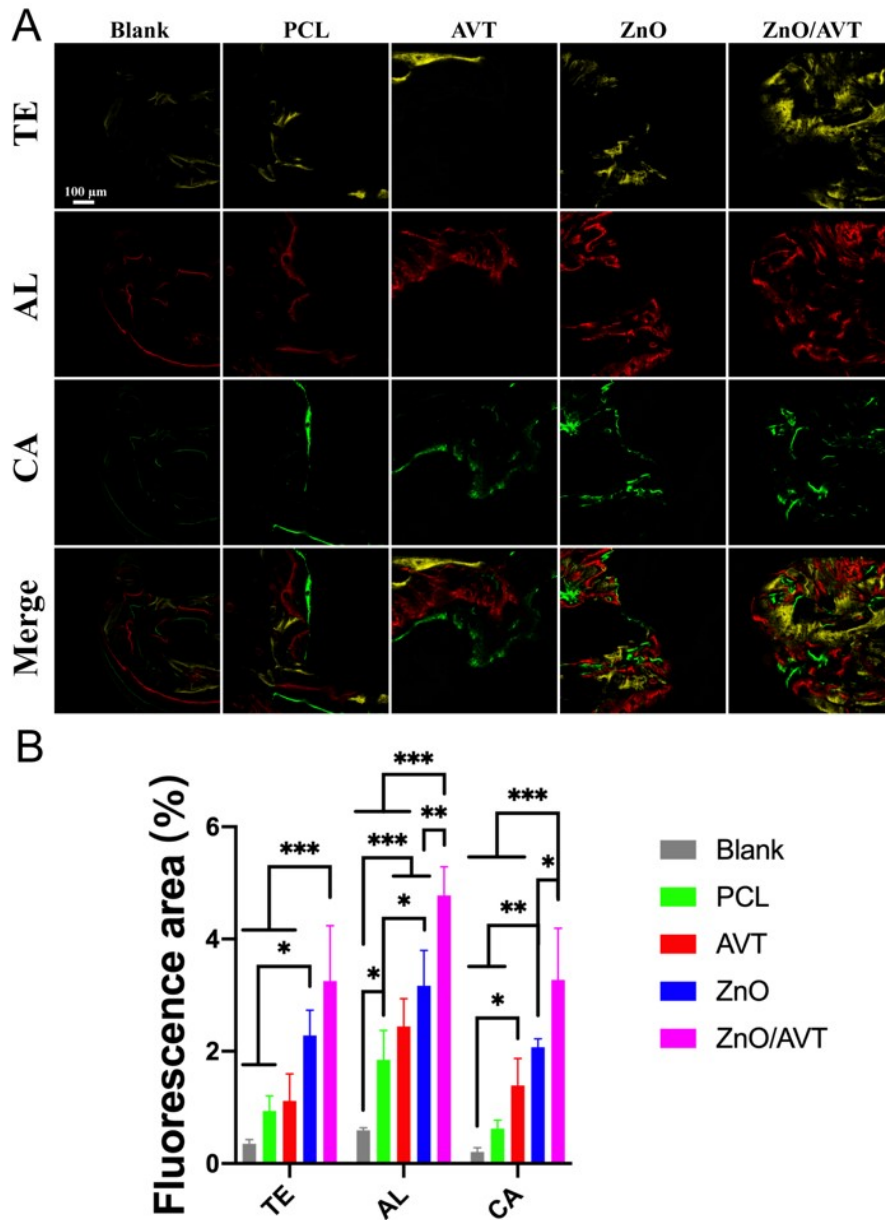 A
Blank PCL AVT ZnO ZnO/AVT
TE
100 µm
AL
CA
Merge
B
Fluorescence area (%)
6
4
2
0
***
*
***
***
**
*
*
***
*
**
*
TE AL CA
Blank
PCL
AVT
ZnO
ZnO/AVT